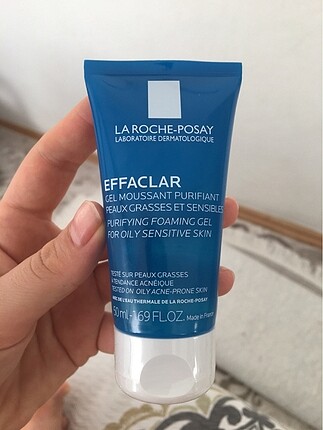 LA ROCHE-POSAY
LABORATOIRE DERMATOLOGIQUE
EFFACLAR
GEL MOUSSANT PURIFIANT
PEAUX GRASSES ET SENSIBLES
PURIFYING FOAMING GEL
FOR OILY SENSITIVE SKIN
TESTÉ SUR PEAUX GRASSES
À TENDANCE ACNÉIQUE
TESTED ON OILY ACNE-PRONE SKIN
DE L'EAU THERMALE DE LA ROCHE-POSAY
50 ml-1.69 FL.OZ. Made in France